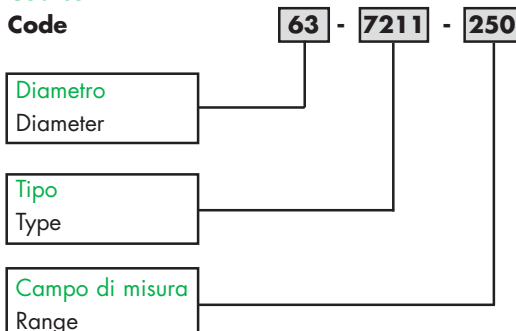 Code 63 - 7211 - 250
Diametro
Diameter
Tipo
Type
Campo di misura
Range